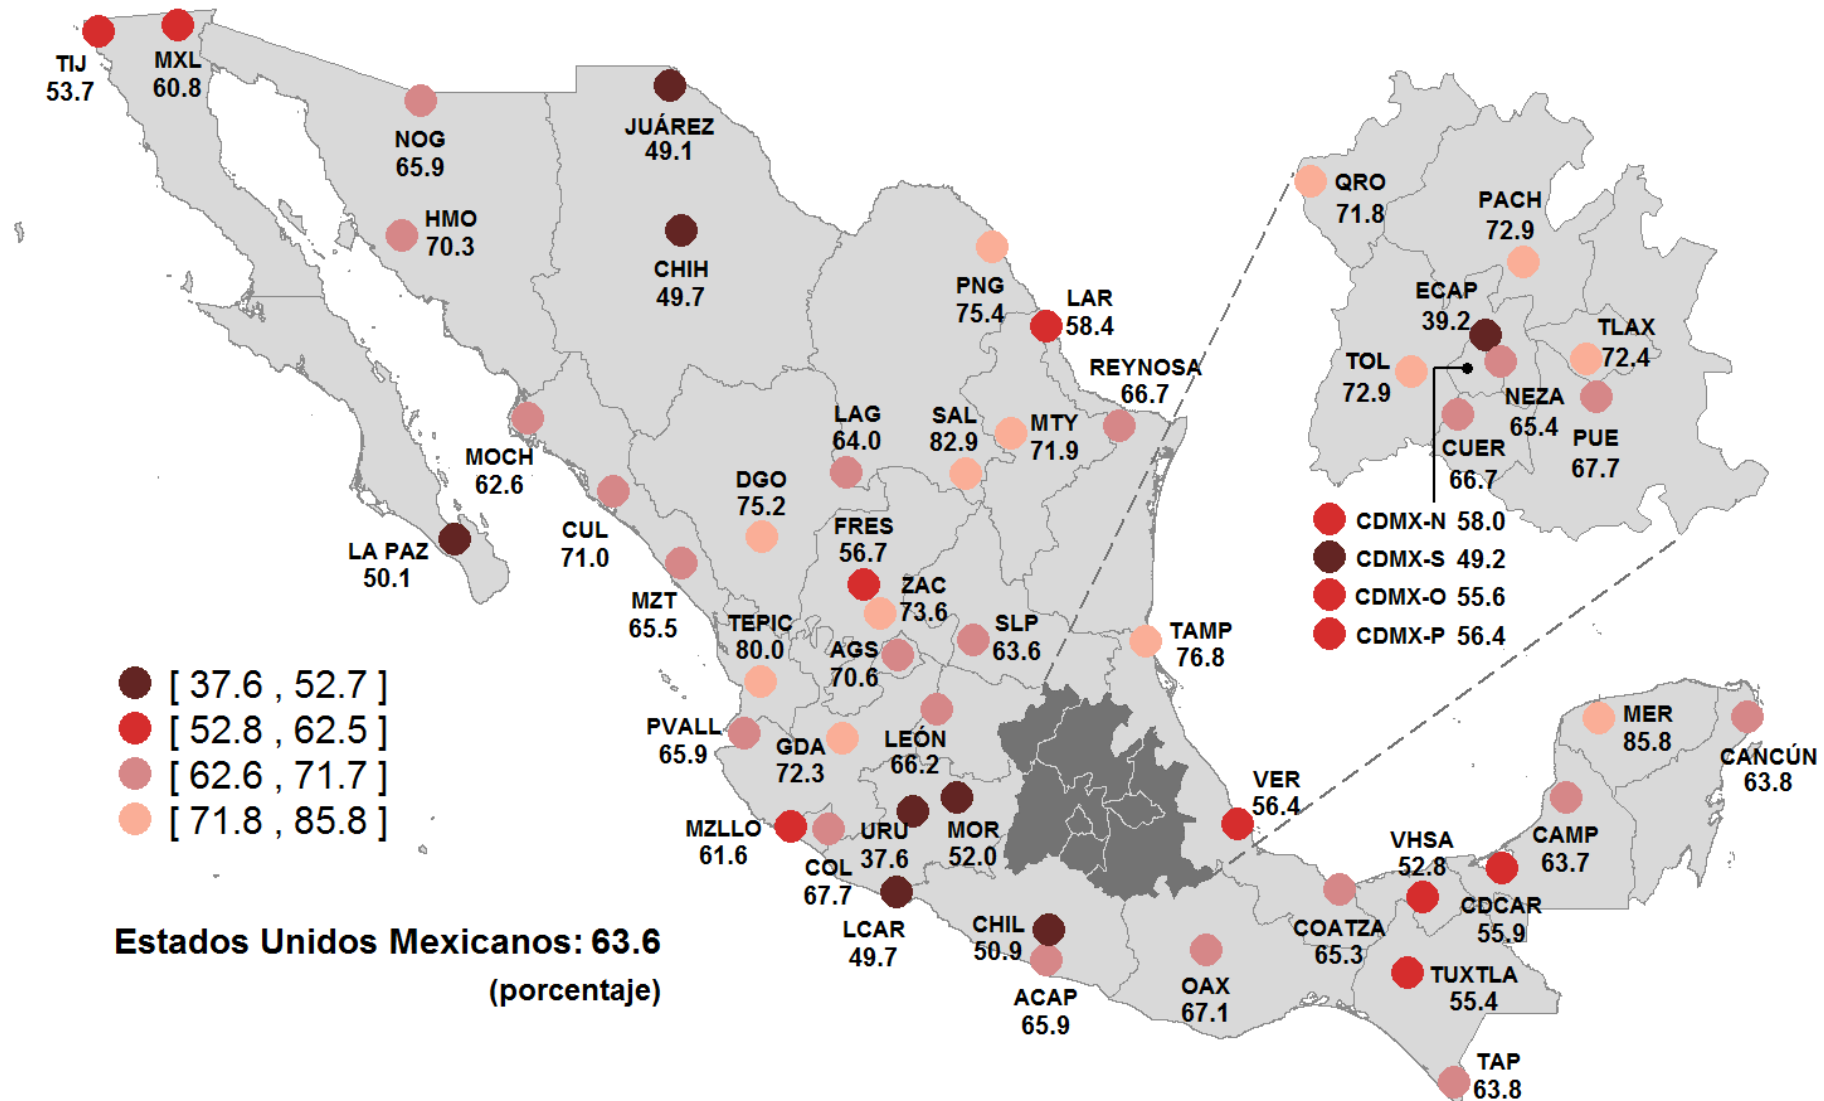 TIJ
53.7
MXL
60.8
NOG
65.9
HMO
70.3
JUÁREZ
49.1
CHIH
49.7
PNG
75.4
LAR
58.4
REYNOSA
66.7
MOCH
62.6
LAG
64.0
SAL
82.9
MTY
71.9
DGO
75.2
CUL
71.0
LA PAZ
50.1
FRES
56.7
ZAC
73.6
MZT
65.5
TEPIC
80.0
AGS
70.6
SLP
63.6
TAMP
76.8
PVALL
65.9
GDA
72.3
LEÓN
66.2
MZLLO
61.6
COL
67.7
URU
37.6
MOR
52.0
LCAR
49.7
CHIL
50.9
ACAP
65.9
OAX
67.1
VER
56.4
COATZA
65.3
VHSA
52.8
CDCAR
55.9
TUXTLA
55.4
TAP
63.8
CAMP
63.7
MER
85.8
CANCÚN
63.8
QRO
71.8
PACH
72.9
ECAP
39.2
TLAX
72.4
TOL
72.9
NEZA
65.4
CUER
66.7
PUE
67.7
CDMX-N 58.0
CDMX-S 49.2
CDMX-O 55.6
CDMX-P 56.4
[ 37.6 , 52.7 ]
[ 52.8 , 62.5 ]
[ 62.6 , 71.7 ]
[ 71.8 , 85.8 ]
Estados Unidos Mexicanos: 63.6
(porcentaje)